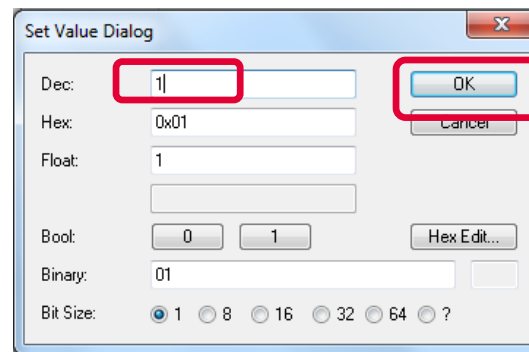 Set Value Dialog
Dec: 1 OK
Hex: 0x01 Cancel
Float: 1
Bool: 0 1 Hex Edit...
Binary: 01
Bit Size: 1 8 16 32 64 ?